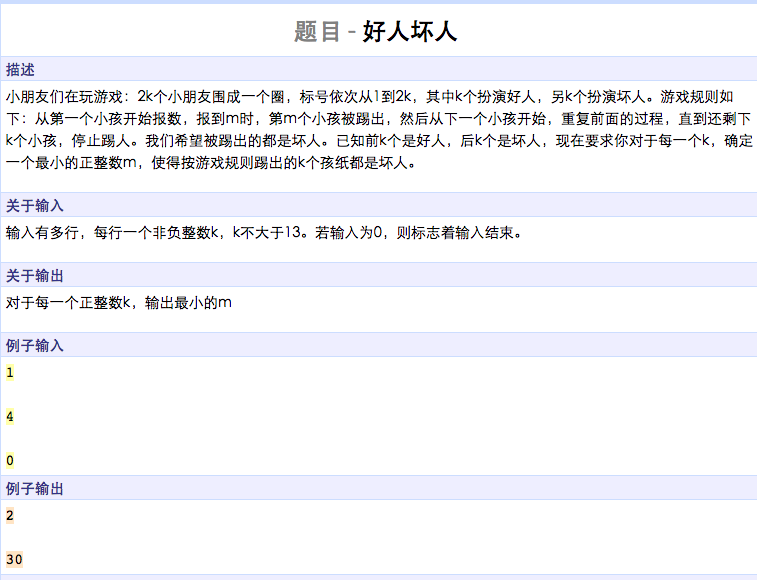 题目 - 好人坏人
描述
小朋友们在玩游戏：2k个小朋友围成一个圈，标号依次从1到2k，其中k个扮演好人，另k个扮演坏人。游戏规则如
下：从第一个小孩开始报数，报到m时，第m个小孩被踢出，然后从下一个小孩开始，重复前面的过程，直到还剩下
k个小孩，停止踢人。我们希望被踢出的都是坏人。已知前k个是好人，后k个是坏人，现在要求你对于每一个k，确定
一个最小的正整数m，使得按游戏规则踢出的k个孩纸都是坏人。
关于输入
输入有多行，每行一个非负整数k，k不大于13。若输入为0，则标志着输入结束。
关于输出
对于每一个正整数k，输出最小的m
例子输入
1
4
0
例子输出
2
30